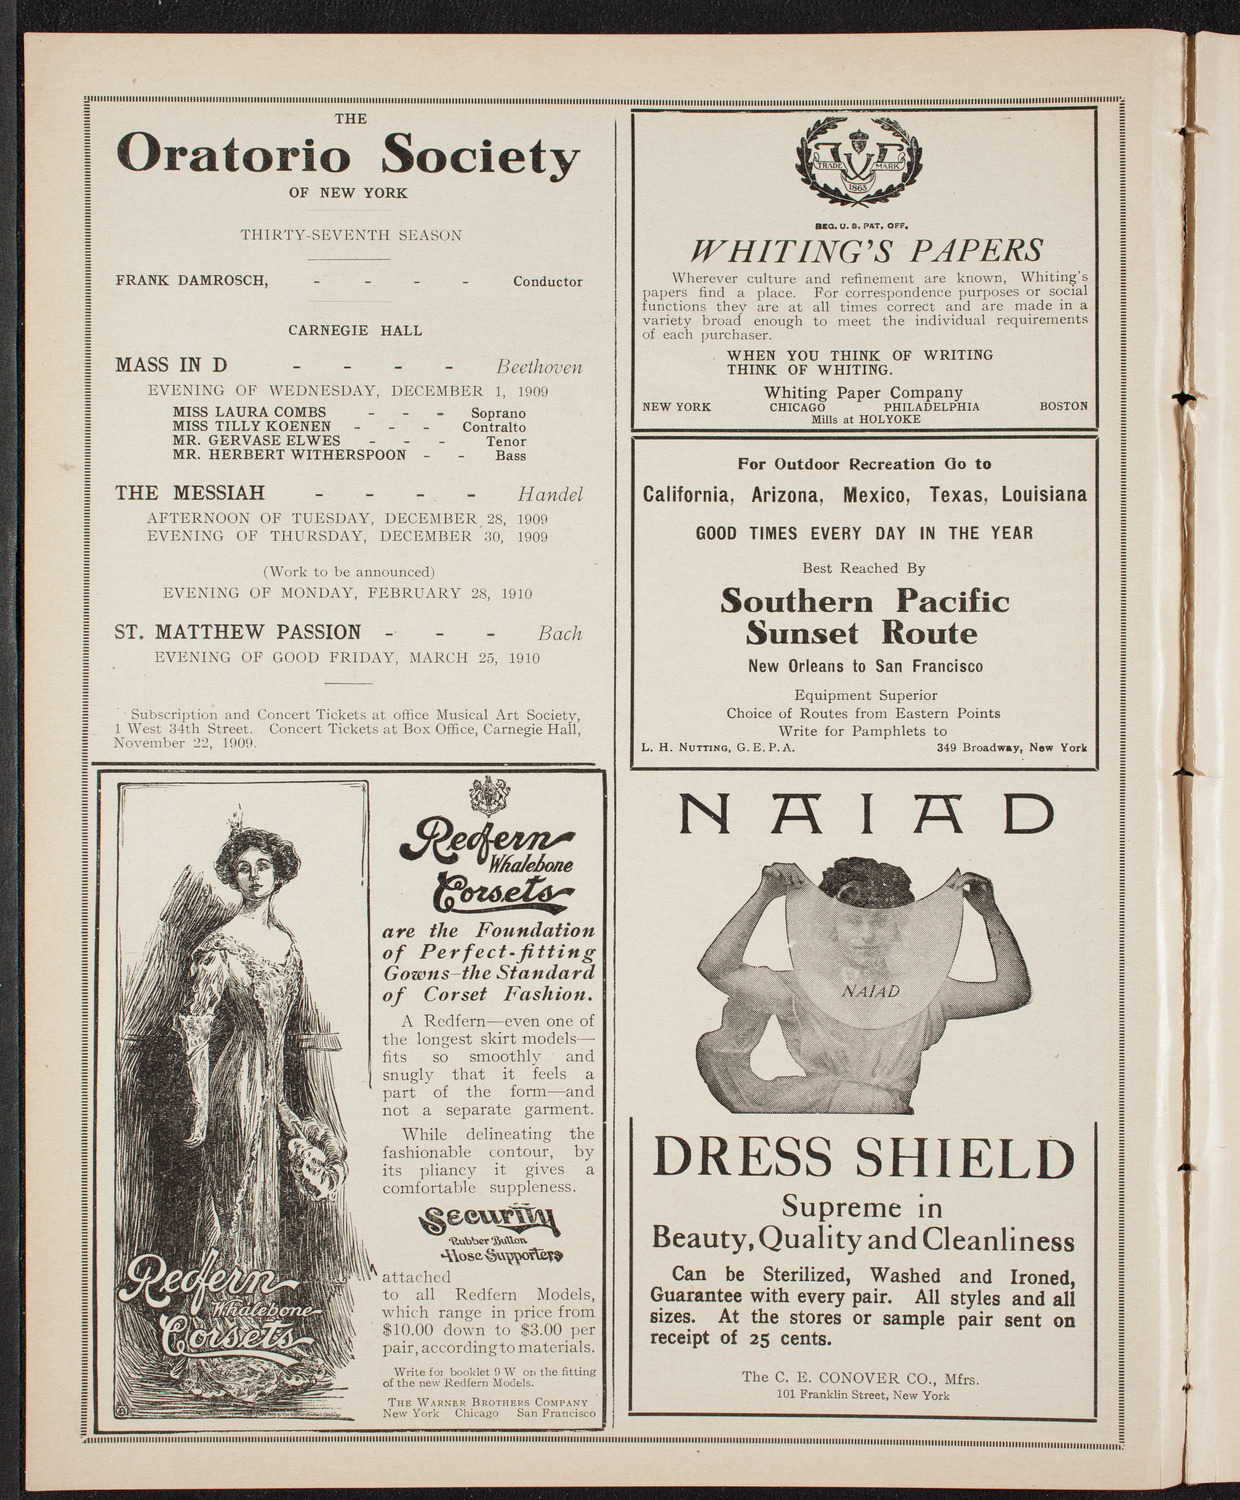 THE
Oratorio Society
OF NEW YORK
THIRTY-SEVENTH SEASON
FRANK DAMROSCH, - - - - Conductor
CARNEGIE HALL
MASS IN D - - - - Beethoven
EVENING OF WEDNESDAY, DECEMBER 1, 1909
MISS LAURA COMBS - - - Soprano
MISS TILLY KOENEN - - - Contralto
MR. GERVASE ELWES - - - Tenor
MR. HERBERT WITHERSPOON - - Bass
THE MESSIAH - - - - Handel
AFTERNOON OF TUESDAY, DECEMBER 28, 1909
EVENING OF THURSDAY, DECEMBER 30, 1909
(Work to be announced)
EVENING OF MONDAY, FEBRUARY 28, 1910
ST. MATTHEW PASSION - - - Bach
EVENING OF GOOD FRIDAY, MARCH 25, 1910
Subscription and Concert Tickets at office Musical Art Society,
1 West 34th Street. Concert Tickets at Box Office, Carnegie Hall,
November 22, 1909.
Redfern
Whalebone
Corsets
are the Foundation
of Perfect-fitting
Gowns—the Standard
of Corset Fashion.
A Redfern—even one of
the longest skirt models—
fits so smoothly and
snugly that it feels a
part of the form—and
not a separate garment.
While delineating the
fashionable contour, by
its pliancy it gives a
comfortable suppleness.
Security
Rubber Button
Hose Supporters
attached
to all Redfern Models,
which range in price from
$10.00 down to $3.00 per
pair, according to materials.
Write for booklet 9 W on the fitting
of the new Redfern Models.
THE WARNER BROTHERS COMPANY
New York Chicago San Francisco
Redfern
Whalebone
Corsets
TRADE MARK
1865
REG. U. S. PAT. OFF.
WHITING'S PAPERS
Wherever culture and refinement are known, Whiting's
papers find a place. For correspondence purposes or social
functions they are at all times correct and are made in a
variety broad enough to meet the individual requirements
of each purchaser.
WHEN YOU THINK OF WRITING
THINK OF WHITING.
Whiting Paper Company
NEW YORK CHICAGO PHILADELPHIA BOSTON
Mills at HOLYOKE
For Outdoor Recreation Go to
California, Arizona, Mexico, Texas, Louisiana
GOOD TIMES EVERY DAY IN THE YEAR
Best Reached By
Southern Pacific
Sunset Route
New Orleans to San Francisco
Equipment Superior
Choice of Routes from Eastern Points
Write for Pamphlets to
L. H. NUTTING, G. E. P. A. 349 Broadway, New York
NAIAD
NAIAD
DRESS SHIELD
Supreme in
Beauty, Quality and Cleanliness
Can be Sterilized, Washed and Ironed,
Guarantee with every pair. All styles and all
sizes. At the stores or sample pair sent on
receipt of 25 cents.
The C. E. CONOVER CO., Mfrs.
101 Franklin Street, New York